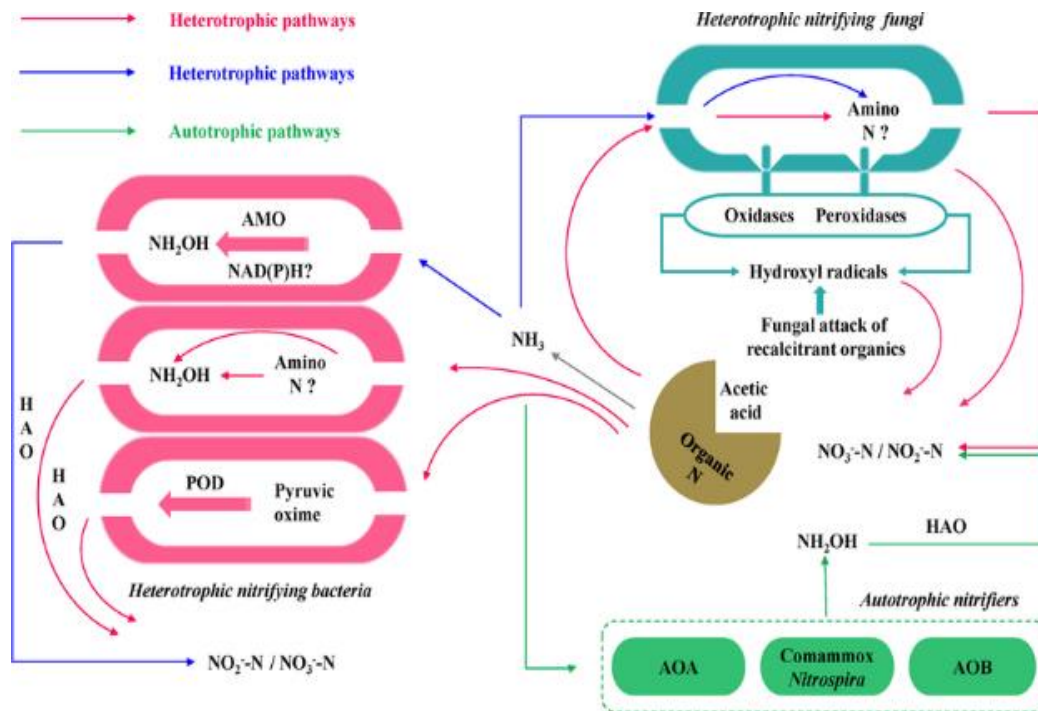 Heterotrophic pathways
Heterotrophic pathways
Autotrophic pathways
Heterotrophic nitrifying fungi
Amino
N ?
Oxidases Peroxidases
Hydroxyl radicals
Fungal attack of
recalcitrant organics
AMO
NH₂OH
NAD(P)H?
NH₂OH
Amino
N ?
POD
Pyruvic
oxime
Heterotrophic nitrifying bacteria
HAO
HAO
NO₂⁻-N / NO₃⁻-N
NH₃
Acetic
acid
Organic
N
NO₃⁻-N / NO₂⁻-N
NH₂OH
HAO
Autotrophic nitrifiers
AOA
Comammox
Nitrospira
AOB